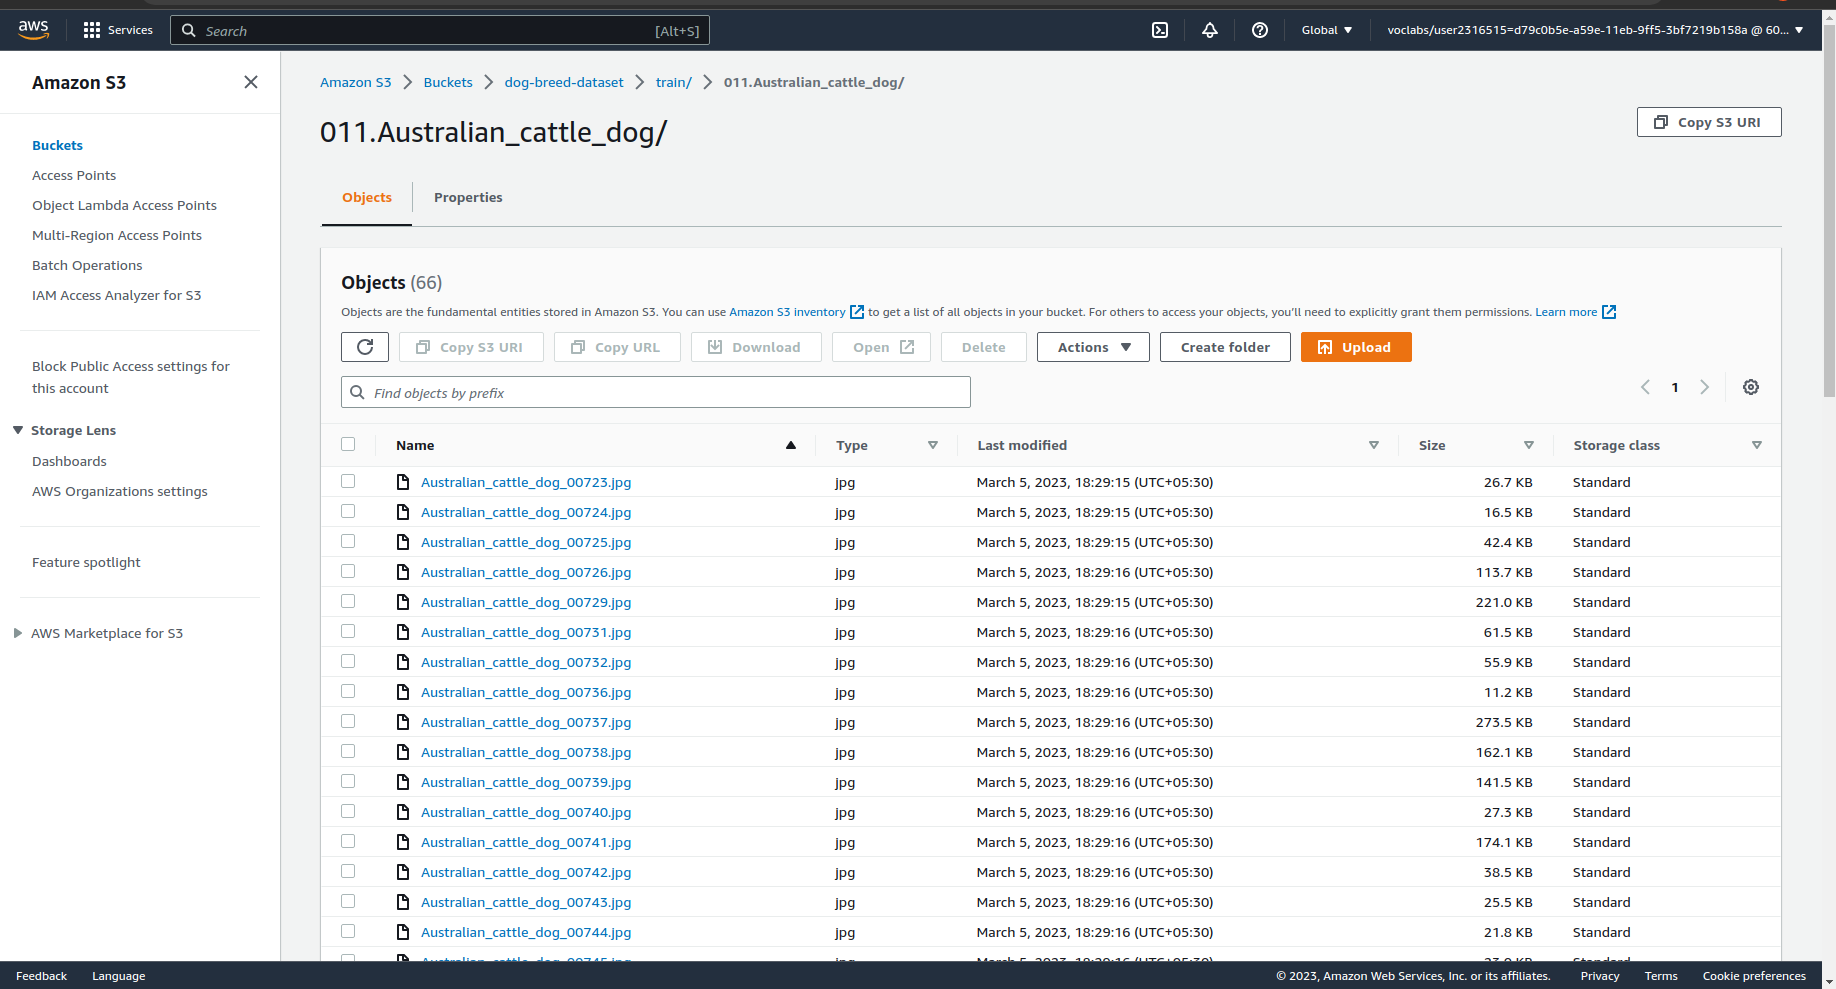 aws Services Search [Alt+S] Global voclabs/user2316515=d79c0b5e-a59e-11eb-9ff5-3bf7219b158a @ 60...
Amazon S3
Buckets
Access Points
Object Lambda Access Points
Multi-Region Access Points
Batch Operations
IAM Access Analyzer for S3
Block Public Access settings for
this account
Storage Lens
Dashboards
AWS Organizations settings
Feature spotlight
AWS Marketplace for S3
Amazon S3 Buckets dog-breed-dataset train/ 011.Australian_cattle_dog/
011.Australian_cattle_dog/
Copy S3 URI
Objects Properties
Objects (66)
Objects are the fundamental entities stored in Amazon S3. You can use Amazon S3 inventory to get a list of all objects in your bucket. For others to access your objects, you'll need to explicitly grant them permissions. Learn more
Copy S3 URI Copy URL Download Open Delete Actions Create folder Upload
Find objects by prefix
1
Name Type Last modified Size Storage class
Australian_cattle_dog_00723.jpg jpg March 5, 2023, 18:29:15 (UTC+05:30) 26.7 KB Standard
Australian_cattle_dog_00724.jpg jpg March 5, 2023, 18:29:15 (UTC+05:30) 16.5 KB Standard
Australian_cattle_dog_00725.jpg jpg March 5, 2023, 18:29:15 (UTC+05:30) 42.4 KB Standard
Australian_cattle_dog_00726.jpg jpg March 5, 2023, 18:29:16 (UTC+05:30) 113.7 KB Standard
Australian_cattle_dog_00729.jpg jpg March 5, 2023, 18:29:15 (UTC+05:30) 221.0 KB Standard
Australian_cattle_dog_00731.jpg jpg March 5, 2023, 18:29:16 (UTC+05:30) 61.5 KB Standard
Australian_cattle_dog_00732.jpg jpg March 5, 2023, 18:29:16 (UTC+05:30) 55.9 KB Standard
Australian_cattle_dog_00736.jpg jpg March 5, 2023, 18:29:16 (UTC+05:30) 11.2 KB Standard
Australian_cattle_dog_00737.jpg jpg March 5, 2023, 18:29:16 (UTC+05:30) 273.5 KB Standard
Australian_cattle_dog_00738.jpg jpg March 5, 2023, 18:29:16 (UTC+05:30) 162.1 KB Standard
Australian_cattle_dog_00739.jpg jpg March 5, 2023, 18:29:16 (UTC+05:30) 141.5 KB Standard
Australian_cattle_dog_00740.jpg jpg March 5, 2023, 18:29:16 (UTC+05:30) 27.3 KB Standard
Australian_cattle_dog_00741.jpg jpg March 5, 2023, 18:29:16 (UTC+05:30) 174.1 KB Standard
Australian_cattle_dog_00742.jpg jpg March 5, 2023, 18:29:16 (UTC+05:30) 38.5 KB Standard
Australian_cattle_dog_00743.jpg jpg March 5, 2023, 18:29:16 (UTC+05:30) 25.5 KB Standard
Australian_cattle_dog_00744.jpg jpg March 5, 2023, 18:29:16 (UTC+05:30) 21.8 KB Standard
Feedback Language © 2023, Amazon Web Services, Inc. or its affiliates. Privacy Terms Cookie preferences